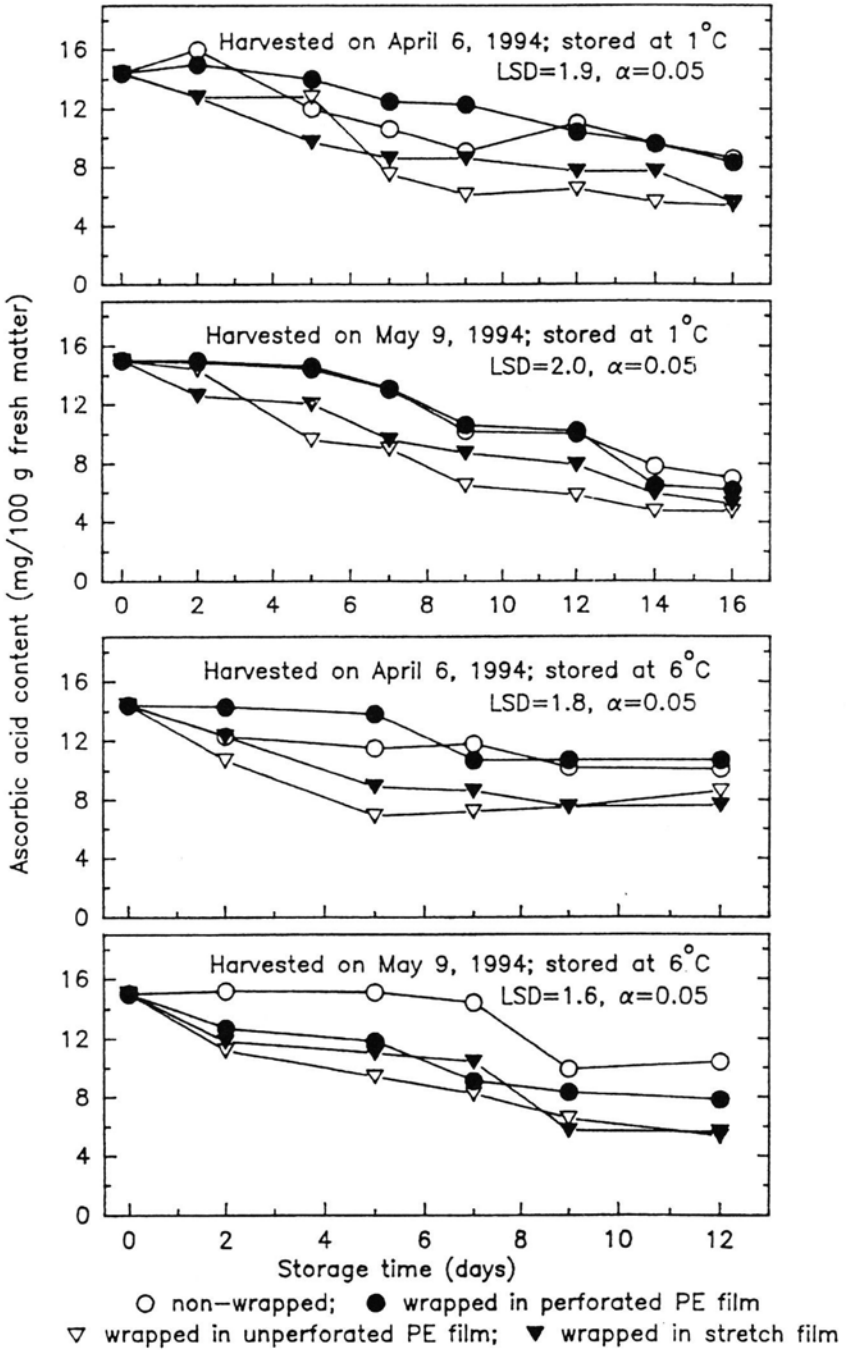 Ascorbic acid content (mg/100 g fresh matter)
16
12
8
4
0
Harvested on April 6, 1994; stored at 1°C
LSD=1.9, α=0.05
16
12
8
4
0
Harvested on May 9, 1994; stored at 1°C
LSD=2.0, α=0.05
0 2 4 6 8 10 12 14 16
16
12
8
4
0
Harvested on April 6, 1994; stored at 6°C
LSD=1.8, α=0.05
16
12
8
4
0
Harvested on May 9, 1994; stored at 6°C
LSD=1.6, α=0.05
0 2 4 6 8 10 12
Storage time (days)
non-wrapped; wrapped in perforated PE film
wrapped in unperforated PE film; wrapped in stretch film